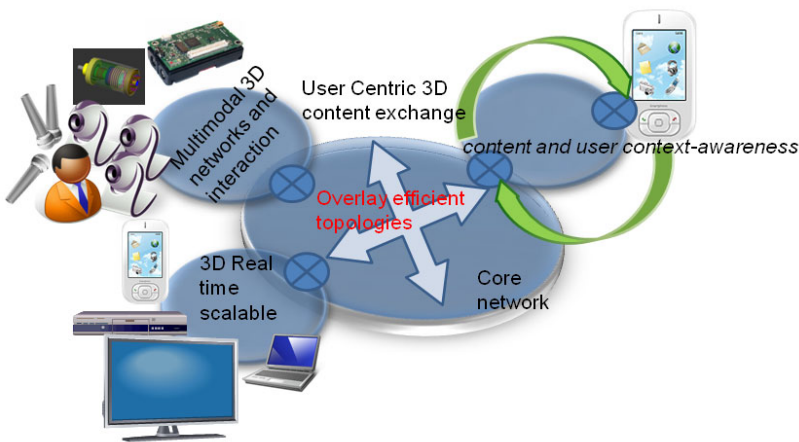 User Centric 3D
content exchange
Multimodal 3D
networks and
interaction
content and user context-awareness
Overlay efficient
topologies
3D Real
time
scalable
Core
network